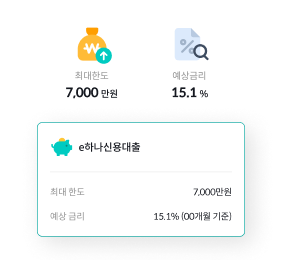 최대한도 예상금리
7,000 만원 15.1 %
e하나신용대출
최대 한도 7,000만원
예상 금리 15.1% (00개월 기준)